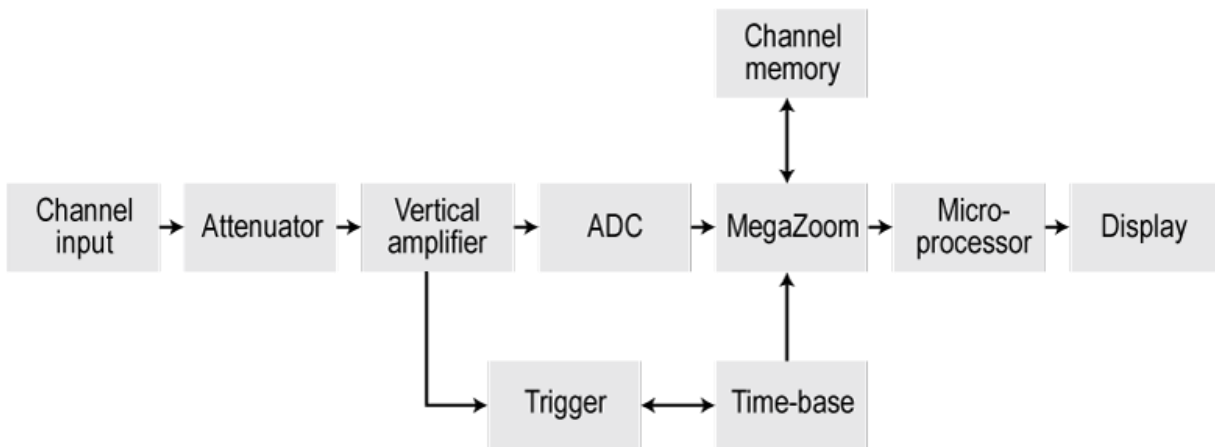 Channel
memory
Channel
input
Attenuator
Vertical
amplifier
ADC
MegaZoom
Micro-
processor
Display
Trigger
Time-base